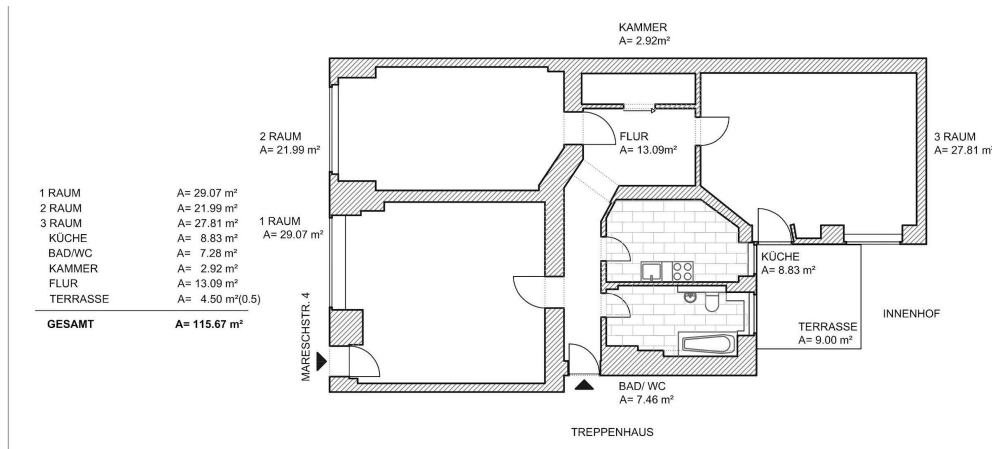 KAMMER
A= 2.92m²
2 RAUM
A= 21.99 m²
FLUR
A= 13.09m²
3 RAUM
A= 27.81 m²
1 RAUM A= 29.07 m²
2 RAUM A= 21.99 m²
3 RAUM A= 27.81 m²
KÜCHE A= 8.83 m²
BAD/WC A= 7.28 m²
KAMMER A= 2.92 m²
FLUR A= 13.09 m²
TERRASSE A= 4.50 m²(0.5)
GESAMT A= 115.67 m²
1 RAUM
A= 29.07 m²
KÜCHE
A= 8.83 m²
MARESCHSTR. 4
TERRASSE
A= 9.00 m²
INNENHOF
BAD/ WC
A= 7.46 m²
TREPPENHAUS